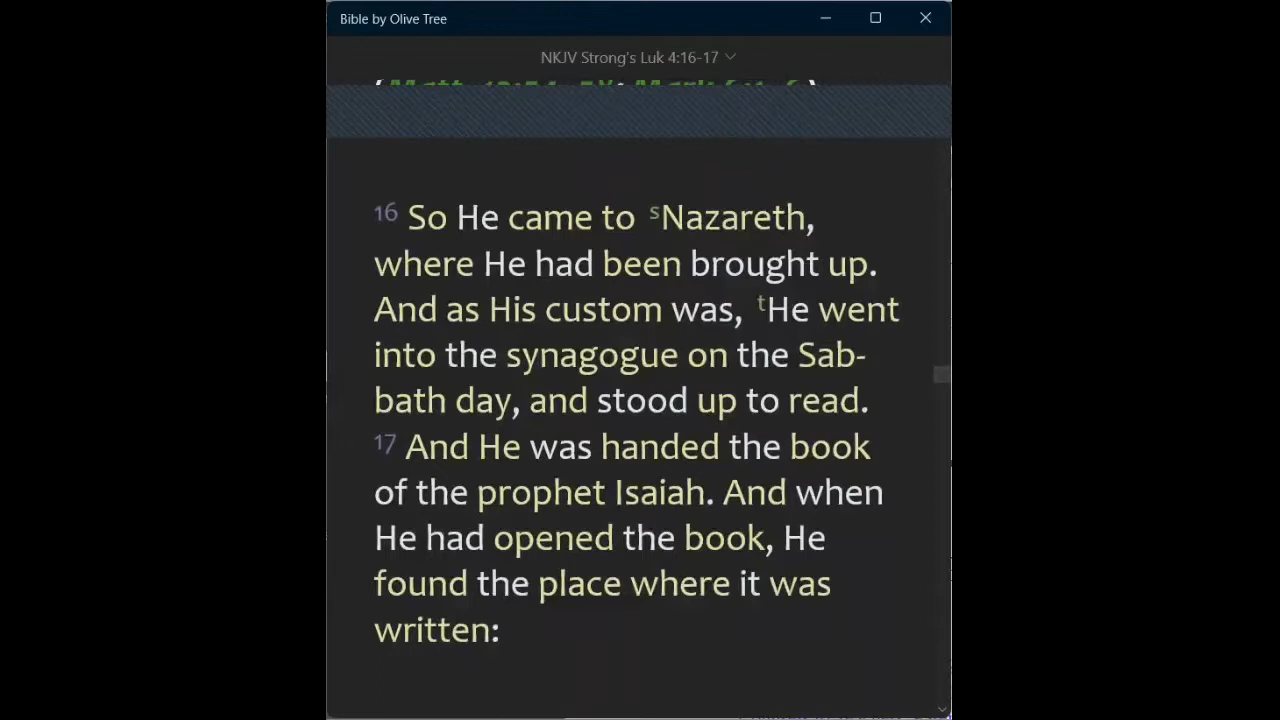 Bible by Olive Tree
NKJV Strong's Luk 4:16-17
16 So He came to sNazareth,
where He had been brought up.
And as His custom was, tHe went
into the synagogue on the Sab-
bath day, and stood up to read.
17 And He was handed the book
of the prophet Isaiah. And when
He had opened the book, He
found the place where it was
written: